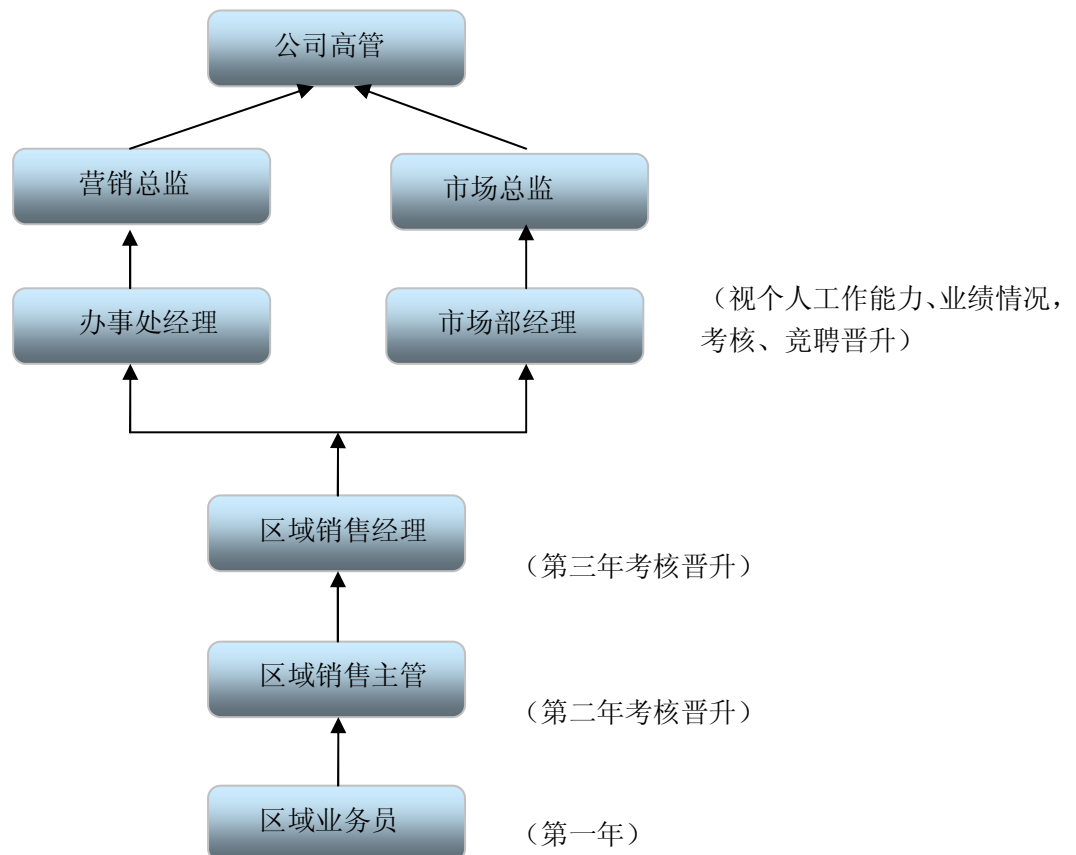 公司高管
营销总监
市场总监
办事处经理
市场部经理
（视个人工作能力、业绩情况，
考核、竞聘晋升）
区域销售经理
（第三年考核晋升）
区域销售主管
（第二年考核晋升）
区域业务员
（第一年）